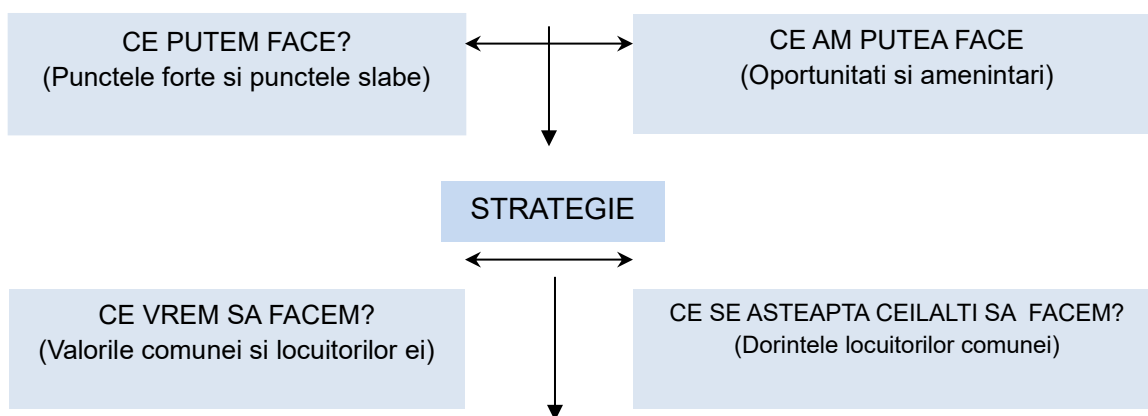 CE PUTEM FACE?
(Punctele forte si punctele slabe)
CE AM PUTEA FACE
(Oportunitati si amenintari)
STRATEGIE
CE VREM SA FACEM?
(Valorile comunei si locuitorilor ei)
CE SE ASTEAPTA CEILALTI SA FACEM?
(Dorintele locuitorilor comunei)